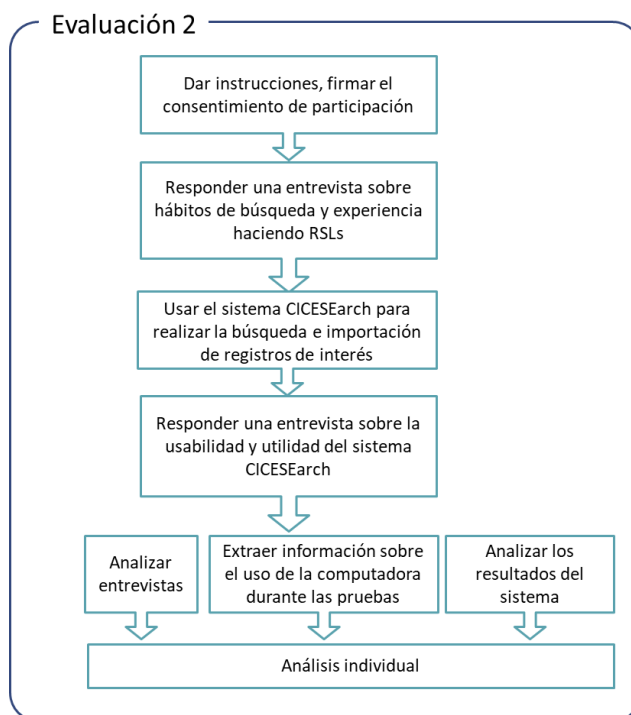 Evaluación 2
Dar instrucciones, firmar el
consentimiento de participación
Responder una entrevista sobre
hábitos de búsqueda y experiencia
haciendo RSLs
Usar el sistema CICESEarch para
realizar la búsqueda e importación
de registros de interés
Responder una entrevista sobre la
usabilidad y utilidad del sistema
CICESEarch
Analizar
entrevistas
Extraer información sobre
el uso de la computadora
durante las pruebas
Analizar los
resultados del
sistema
Análisis individual